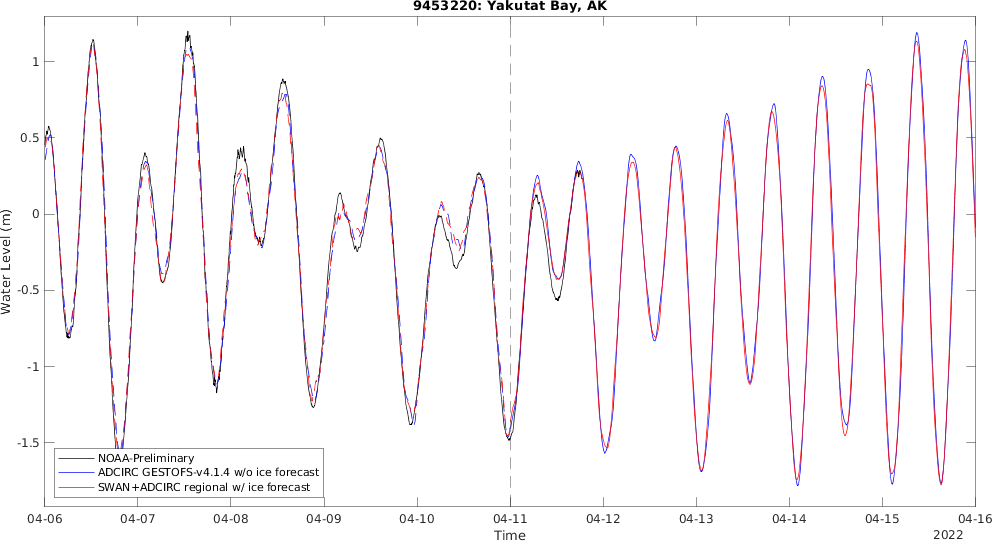 9453220: Yakutat Bay, AK
Water Level (m)
1
0.5
0
-0.5
-1
-1.5
NOAA-Preliminary
ADCIRC GESTOFS-v4.1.4 w/o ice forecast
SWAN+ADCIRC regional w/ ice forecast
04-06 04-07 04-08 04-09 04-10 04-11 04-12 04-13 04-14 04-15 04-16
Time
2022